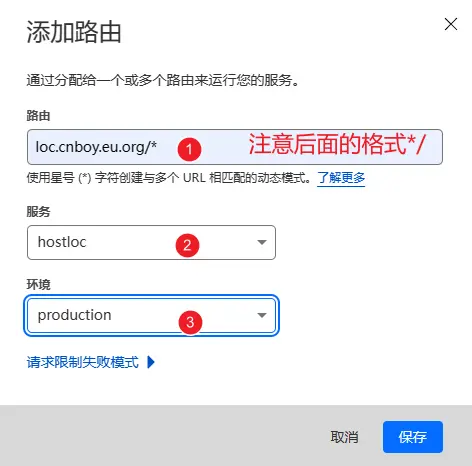 添加路由
通过分配给一个或多个路由来运行您的服务。
路由
loc.cnboy.eu.org/* 1 注意后面的格式*/
使用星号 (*) 字符创建与多个 URL 相匹配的动态模式。了解更多
服务
hostloc 2
环境
production 3
请求限制失败模式
取消 保存